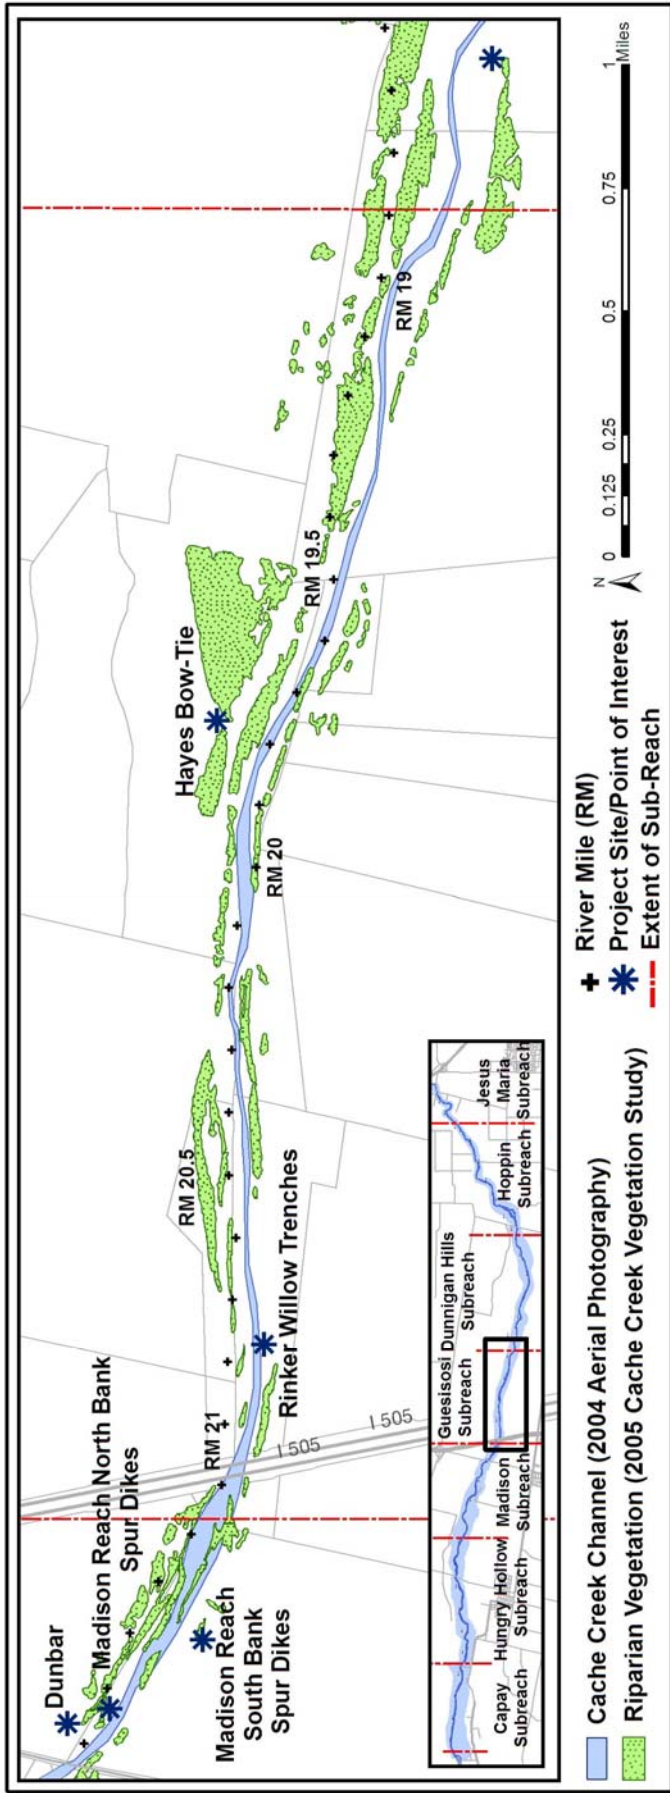 Dunbar
Madison Reach North Bank
Spur Dikes
Madison Reach
South Bank
Spur Dikes
RM 21
I 505
I 505
Rinker Willow Trenches
RM 20.5
RM 20
Hayes Bow-Tie
RM 19.5
RM 19
Capay
Subreach
Hungry Hollow
Subreach
Madison
Subreach
Guesisosi
Subreach
Dunnigan Hills
Subreach
Hoppin
Subreach
Jesus
Maria
Subreach
Cache Creek Channel (2004 Aerial Photography)
Riparian Vegetation (2005 Cache Creek Vegetation Study)
River Mile (RM)
Project Site/Point of Interest
Extent of Sub-Reach
N
0 0.125 0.25 0.5 0.75 1
Miles